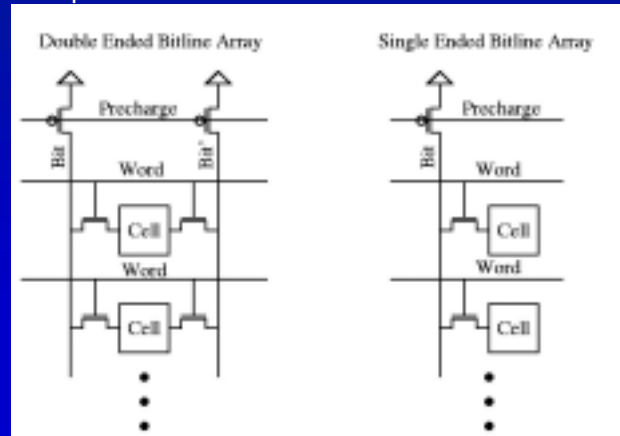 Double Ended Bitline Array
Single Ended Bitline Array
Precharge
Bit
Bit'
Word
Cell
Word
Cell
Precharge
Bit
Word
Cell
Word
Cell